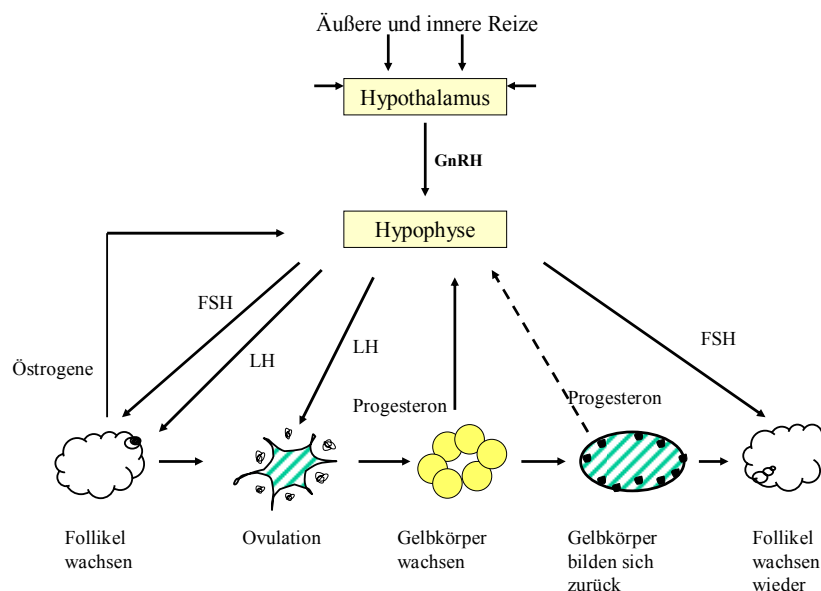 Äußere und innere Reize
Hypothalamus
GnRH
Hypophyse
FSH
LH
LH
FSH
Östrogene
Progesteron
Progesteron
Follikel
wachsen
Ovulation
Gelbkörper
wachsen
Gelbkörper
bilden sich
zurück
Follikel
wachsen
wieder